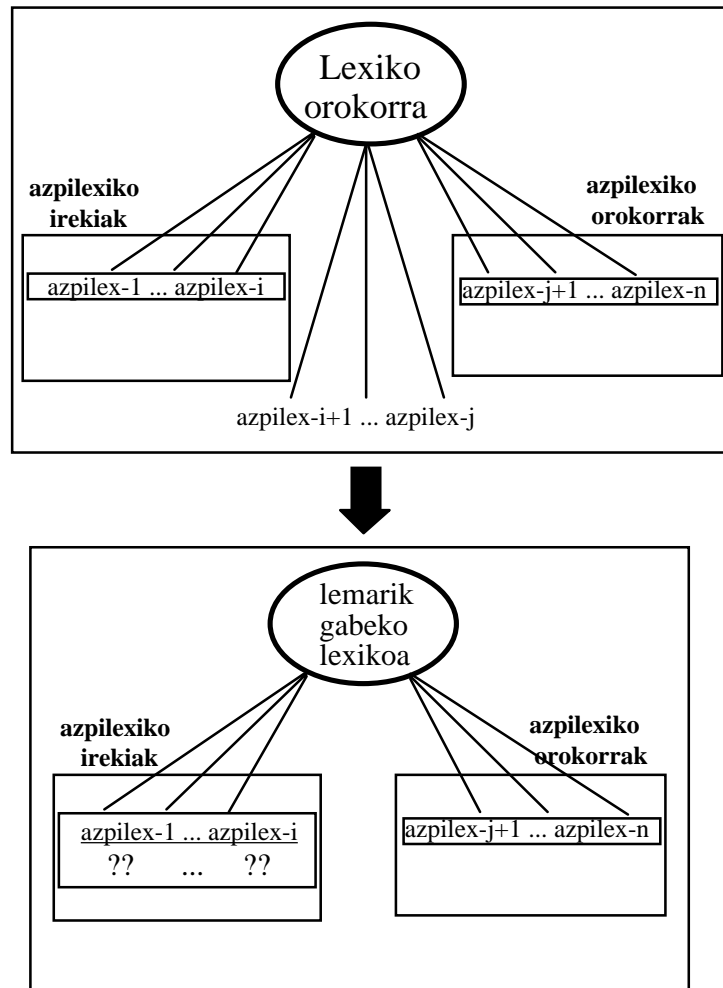 Lexiko
orokorra
azpilexiko
irekiak
azpilexiko
orokorrak
azpilex-1 ... azpilex-i
azpilex-j+1 ... azpilex-n
azpilex-i+1 ... azpilex-j
lemarik
gabeko
lexikoa
azpilexiko
irekiak
azpilexiko
orokorrak
azpilex-1 ... azpilex-i
?? ... ??
azpilex-j+1 ... azpilex-n